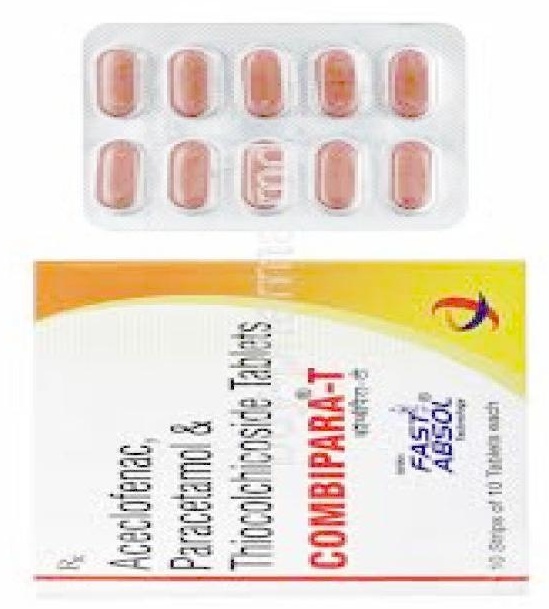 Rx
Aceclofenac,
Paracetamol &
Thiocolchicoside Tablets
COMBIPARA-T®
FAST®
ABSOL
10 Strips of 10 Tablets each